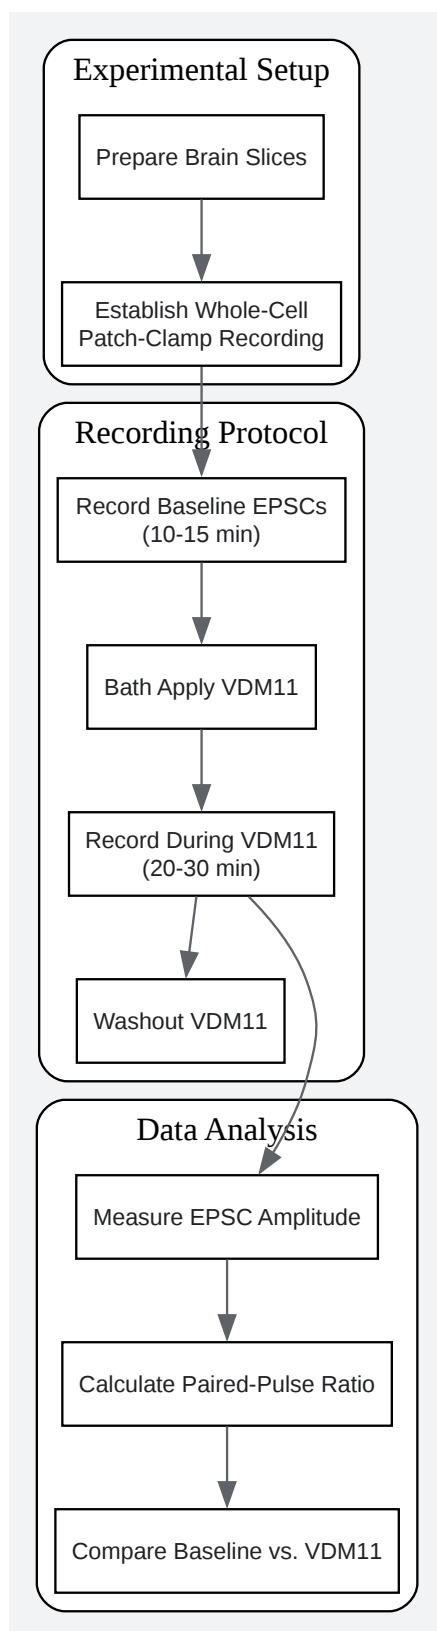 Experimental Setup
Prepare Brain Slices
Establish Whole-Cell
Patch-Clamp Recording
Recording Protocol
Record Baseline EPSCs
(10-15 min)
Bath Apply VDM11
Record During VDM11
(20-30 min)
Washout VDM11
Data Analysis
Measure EPSC Amplitude
Calculate Paired-Pulse Ratio
Compare Baseline vs. VDM11